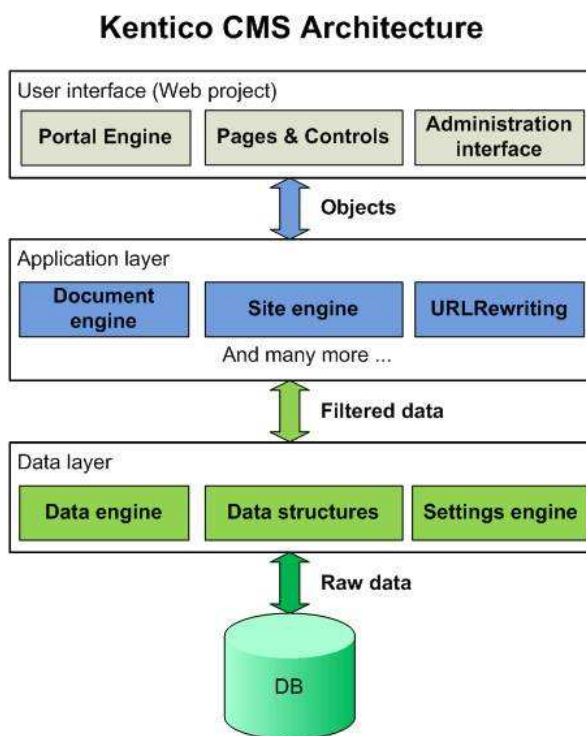 Kentico CMS Architecture
User interface (Web project)
Portal Engine
Pages & Controls
Administration
interface
Objects
Application layer
Document
engine
Site engine
URLRewriting
And many more ...
Filtered data
Data layer
Data engine
Data structures
Settings engine
Raw data
DB